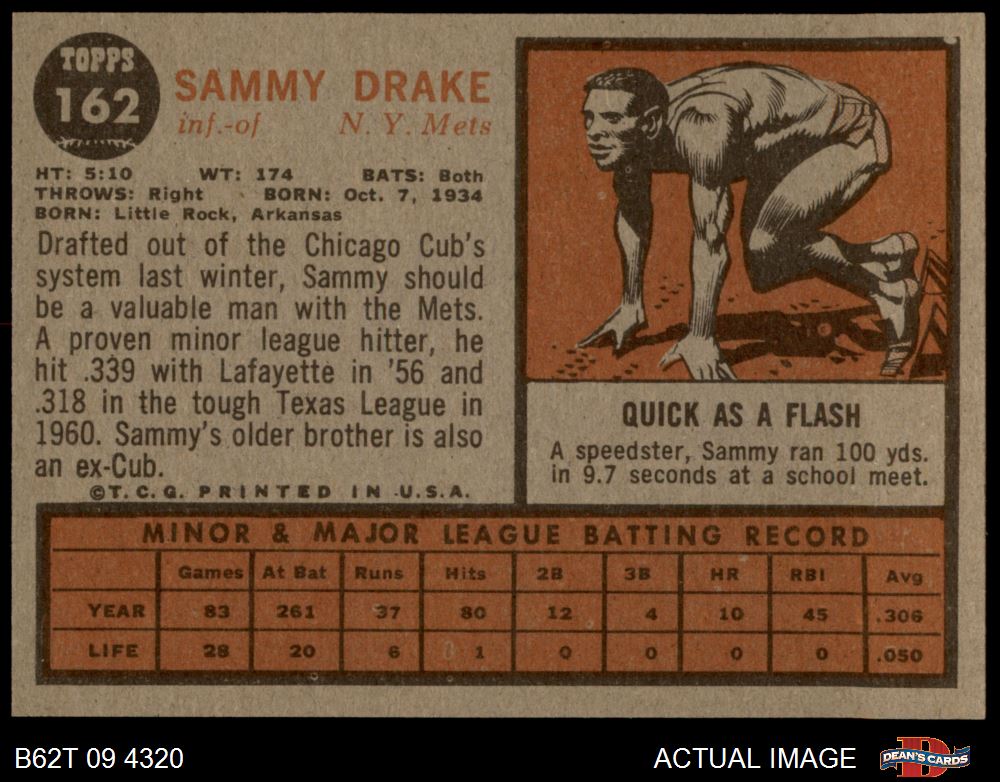 TOPPS
162
SAMMY DRAKE
inf.-of N. Y. Mets
HT: 5:10 WT: 174 BATS: Both
THROWS: Right BORN: Oct. 7, 1934
BORN: Little Rock, Arkansas
Drafted out of the Chicago Cub's
system last winter, Sammy should
be a valuable man with the Mets.
A proven minor league hitter, he
hit .339 with Lafayette in '56 and
.318 in the tough Texas League in
1960. Sammy's older brother is also
an ex-Cub.
©T. C. G. PRINTED IN U.S.A.
QUICK AS A FLASH
A speedster, Sammy ran 100 yds.
in 9.7 seconds at a school meet.
MINOR & MAJOR LEAGUE BATTING RECORD
Games At Bat Runs Hits 2B 3B HR RBI Avg
YEAR 83 261 37 80 12 4 10 45 .306
LIFE 28 20 6 1 0 0 0 0 .050
B62T 09 4320 ACTUAL IMAGE DEAN'S CARDS